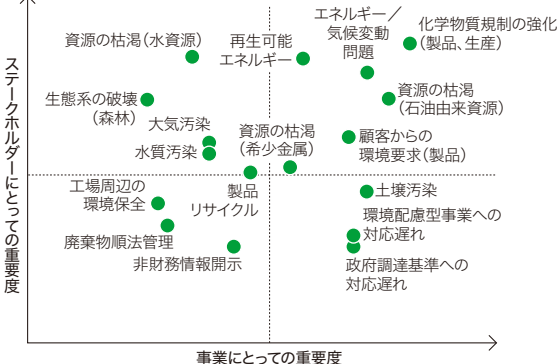 エネルギー／
気候変動
問題
化学物質規制の強化
（製品、生産）
資源の枯渇（水資源）
再生可能
エネルギー
生態系の破壊
（森林）
資源の枯渇
（石油由来資源）
大気汚染
水質汚染
資源の枯渇
（希少金属）
顧客からの
環境要求（製品）
工場周辺の
環境保全
製品
リサイクル
土壌汚染
環境配慮型事業への
対応遅れ
廃棄物順法管理
非財務情報開示
政府調達基準への
対応遅れ
ステークホルダーにとっての重要度
事業にとっての重要度